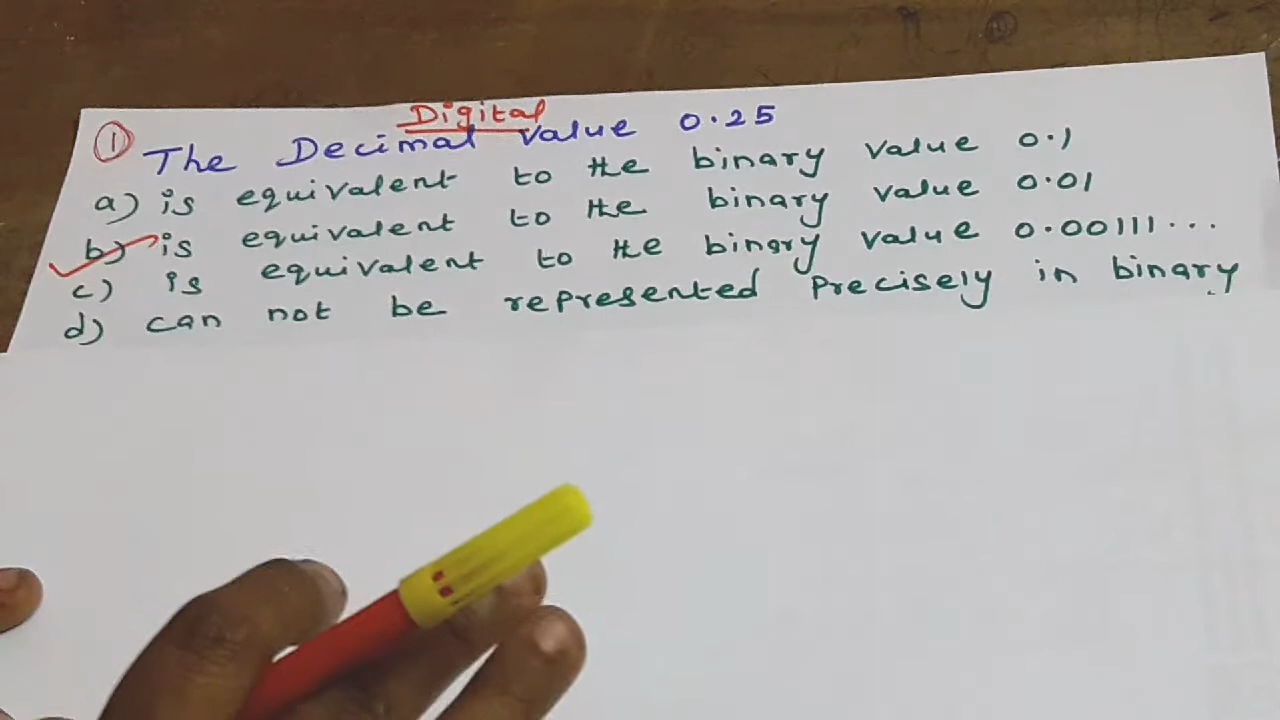 Digital
① The Decimal value 0.25
a) is equivalent to the binary value 0.1
b) is equivalent to the binary value 0.01
c) is equivalent to the binary value 0.00111...
d) can not be represented precisely in binary